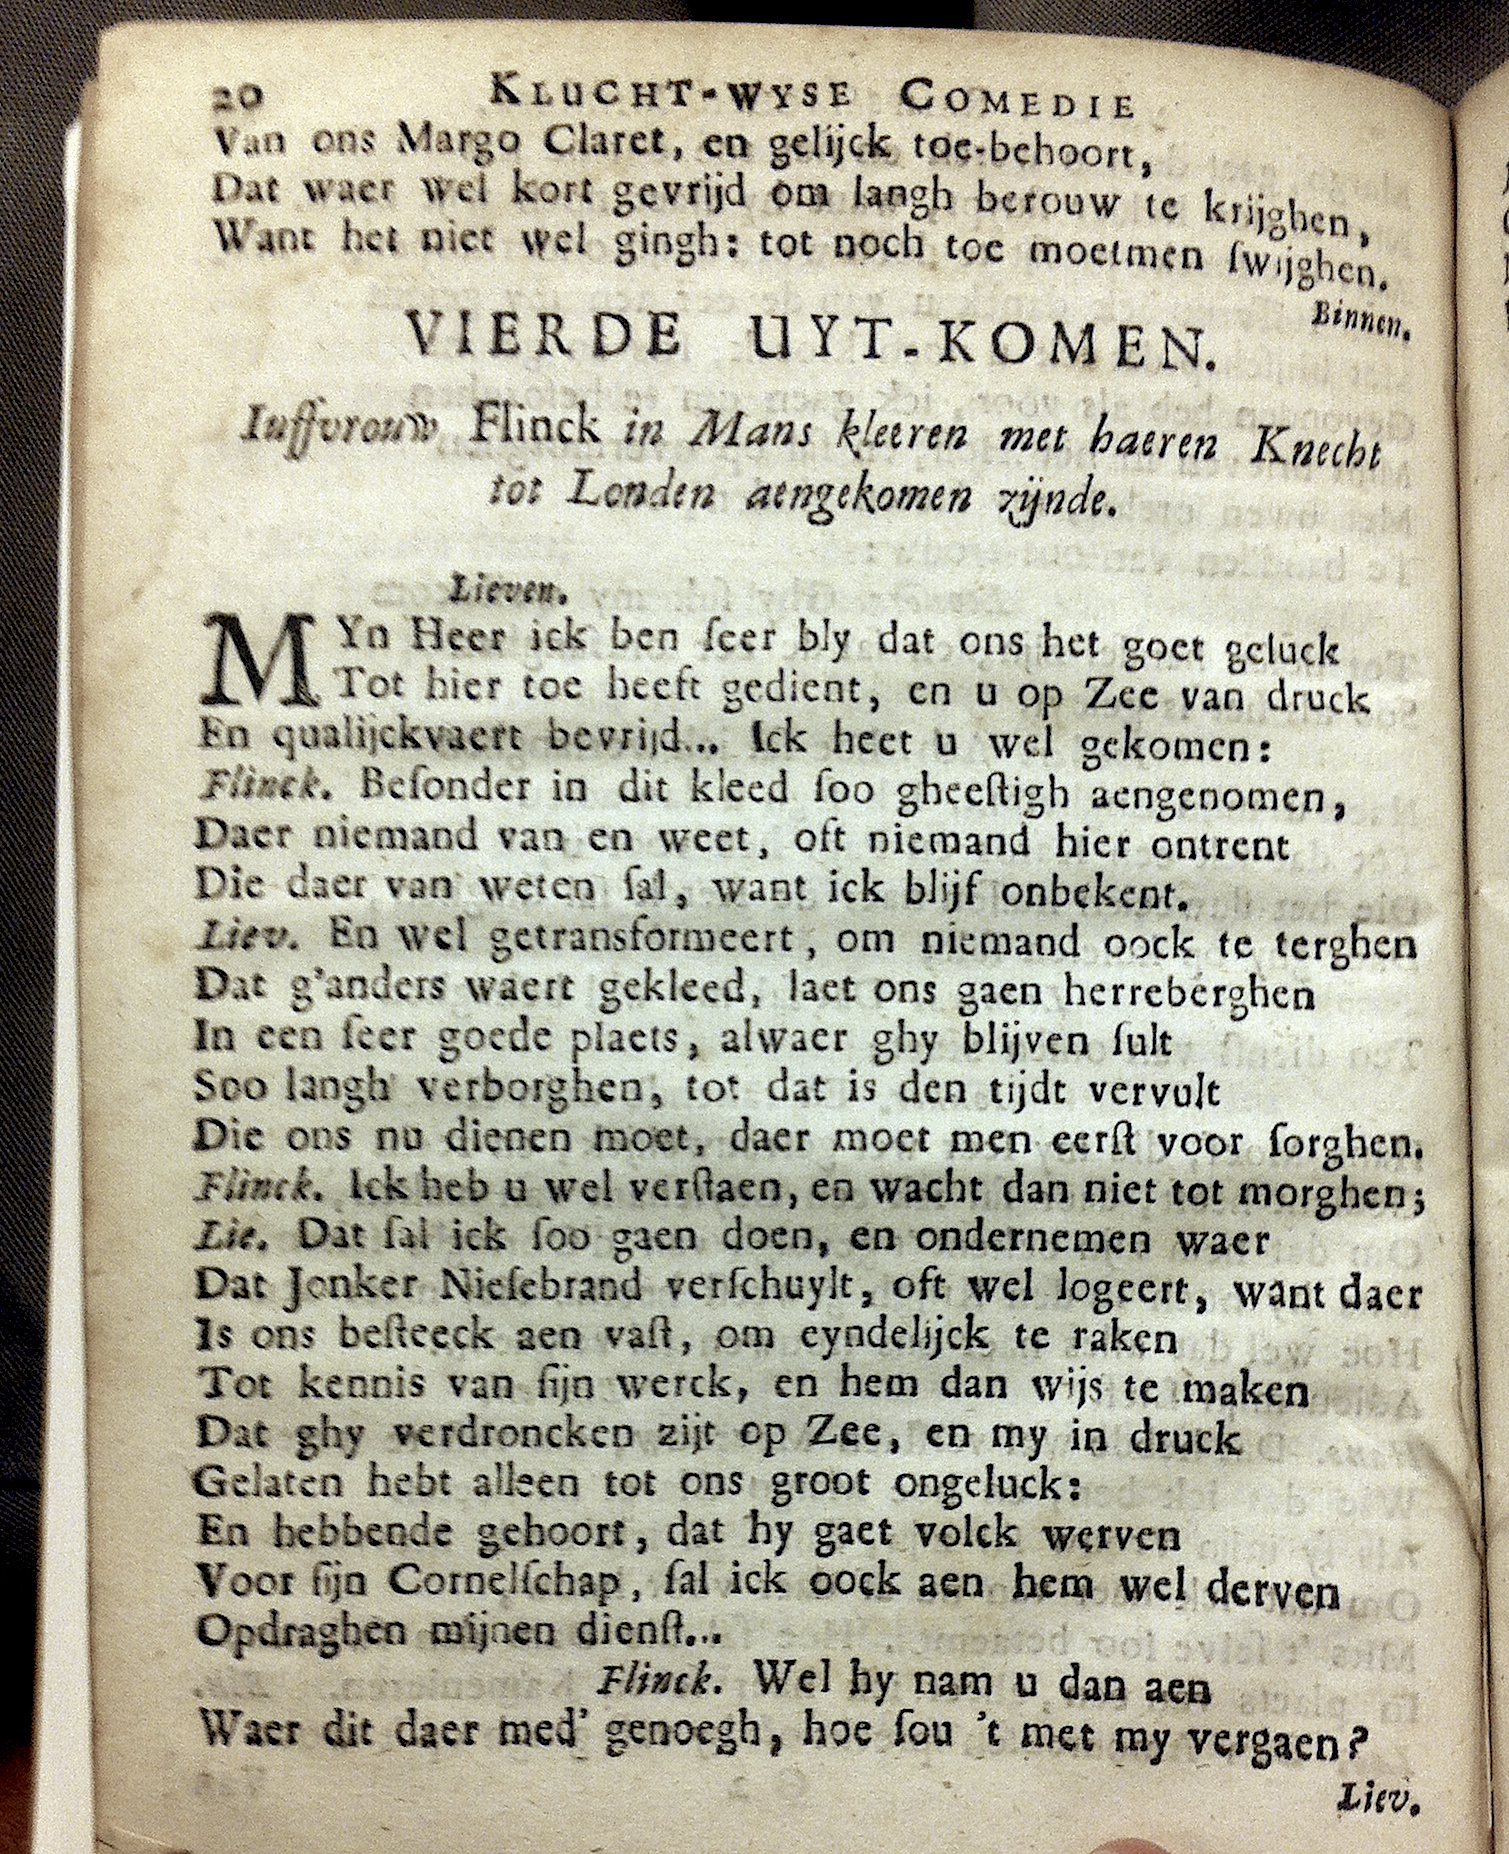 20 KLUCHT-WYSE COMEDIE
Van ons Margo Claret, en gelijck toe-behoort,
Dat waer wel kort gevrijd om langh berouw te krijghen,
Want het niet wel gingh: tot noch toe moetmen ſwijghen.
Binnen.
VIERDE UYT-KOMEN.
Iuffvrouw Flinck in Mans kleeren met haeren Knecht
tot Londen aengekomen zijnde.
Lieven.
MYn Heer ick ben ſeer bly dat ons het goet geluck
Tot hier toe heeft gedient, en u op Zee van druck
En qualijckvaert bevrijd... Ick heet u wel gekomen:
Flinck. Beſonder in dit kleed ſoo gheeſtigh aengenomen,
Daer niemand van en weet, oft niemand hier ontrent
Die daer van weten ſal, want ick blijf onbekent.
Liev. En wel getransformeert, om niemand oock te terghen
Dat g'anders waert gekleed, laet ons gaen herreberghen
In een ſeer goede plaets, alwaer ghy blijven ſult
Soo langh verborghen, tot dat is den tijdt vervult
Die ons nu dienen moet, daer moet men eerſt voor ſorghen.
Flinck. Ick heb u wel verſtaen, en wacht dan niet tot morghen;
Lie. Dat ſal ick ſoo gaen doen, en ondernemen waer
Dat Jonker Nieſebrand verſchuylt, oft wel logeert, want daer
Is ons beſteeck aen vaſt, om eyndelijck te raken
Tot kennis van ſijn werck, en hem dan wijs te maken
Dat ghy verdroncken zijt op Zee, en my in druck
Gelaten hebt alleen tot ons groot ongeluck:
En hebbende gehoort, dat hy gaet volck werven
Voor ſijn Cornelſchap, ſal ick oock aen hem wel derven
Opdraghen mijnen dienſt...
Flinck. Wel hy nam u dan aen
Waer dit daer med' genoegh, hoe ſou 't met my vergaen?
Liev.